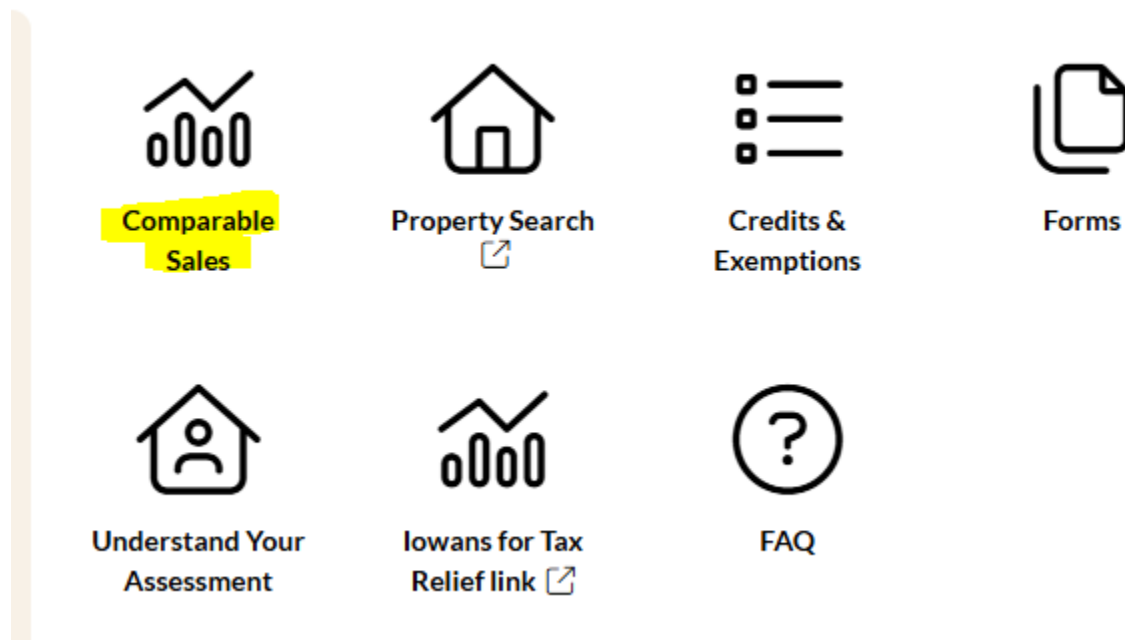 Comparable
Sales
Property Search
Credits &
Exemptions
Forms
Understand Your
Assessment
Iowans for Tax
Relief link
FAQ